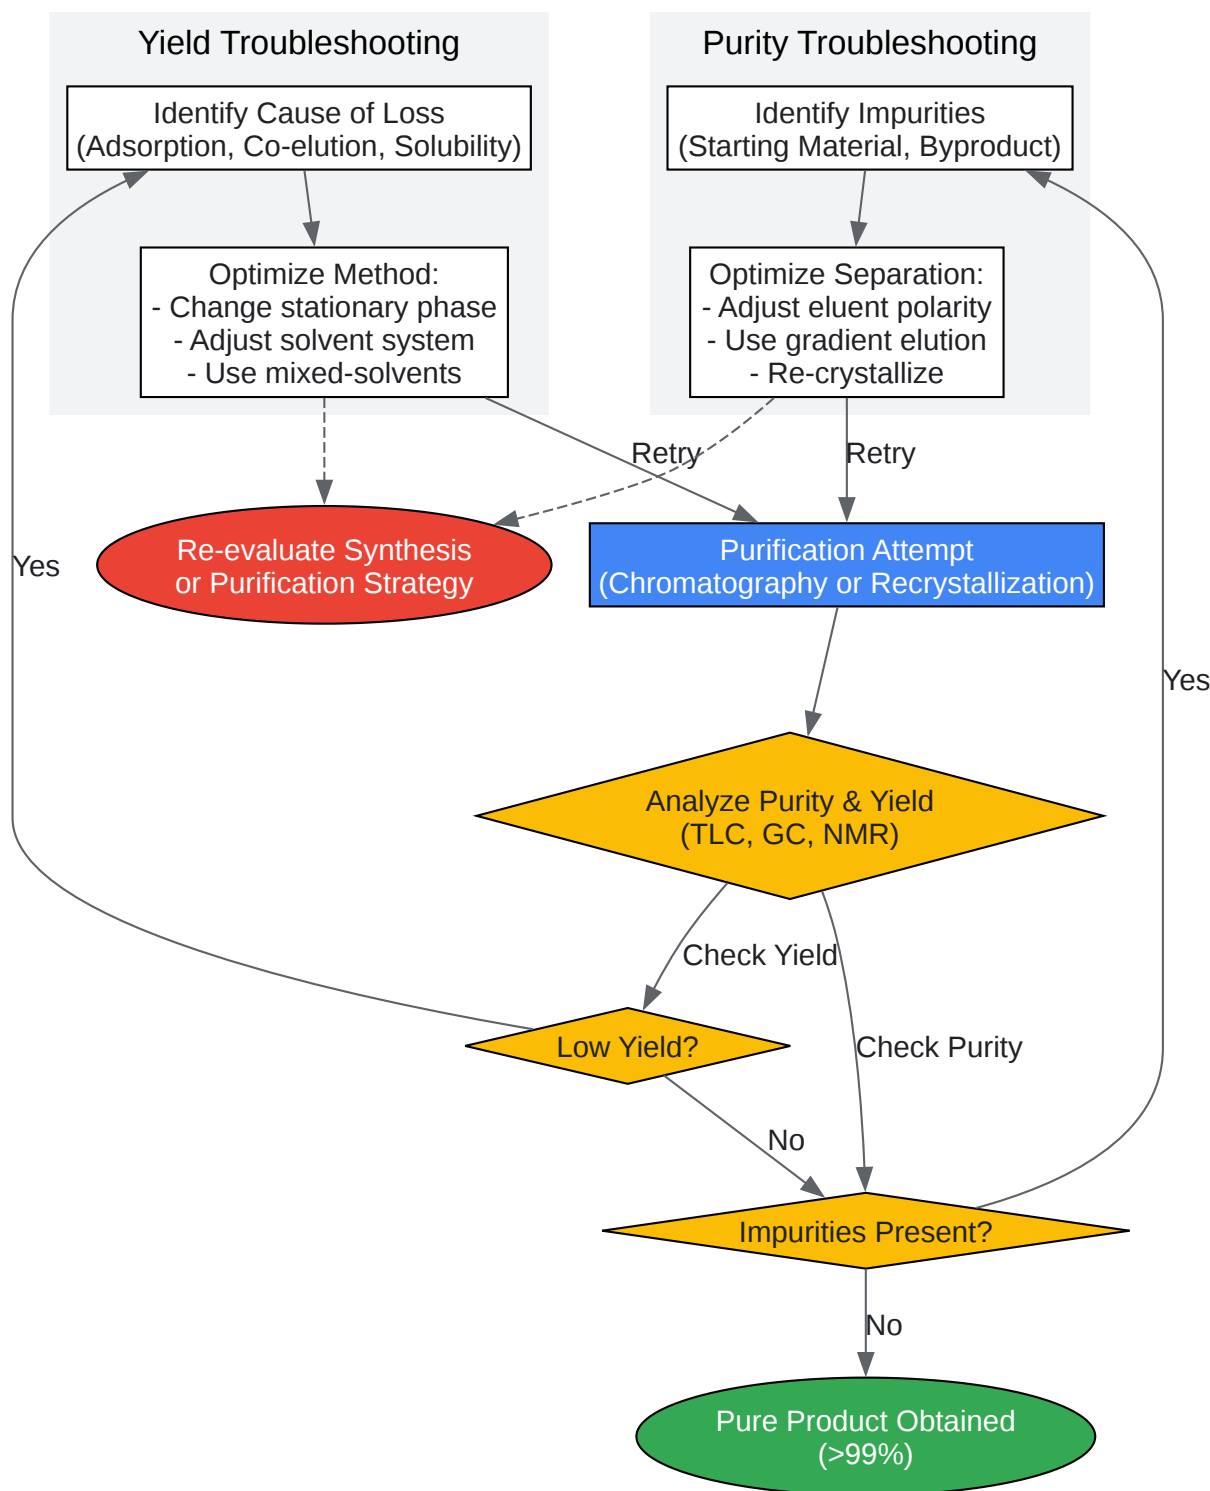 Yield Troubleshooting
Identify Cause of Loss
(Adsorption, Co-elution, Solubility)
Optimize Method:
- Change stationary phase
- Adjust solvent system
- Use mixed-solvents
Purity Troubleshooting
Identify Impurities
(Starting Material, Byproduct)
Optimize Separation:
- Adjust eluent polarity
- Use gradient elution
- Re-crystallize
Retry
Retry
Re-evaluate Synthesis
or Purification Strategy
Purification Attempt
(Chromatography or Recrystallization)
Yes
Yes
Analyze Purity & Yield
(TLC, GC, NMR)
Check Yield
Low Yield?
Check Purity
No
Impurities Present?
No
Pure Product Obtained
(>99%)